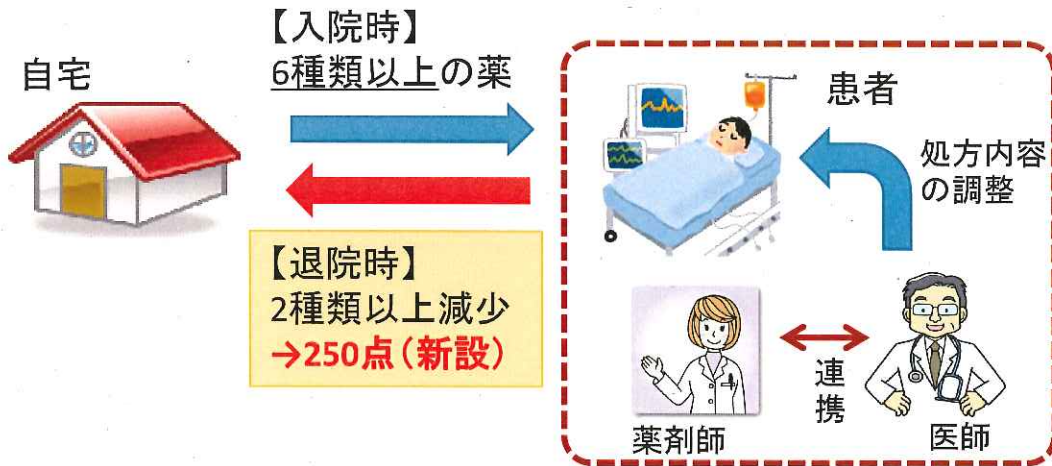 自宅
【入院時】
6種類以上の薬
【退院時】
2種類以上減少
→250点(新設)
患者
処方内容
の調整
連
携
薬剤師
医師